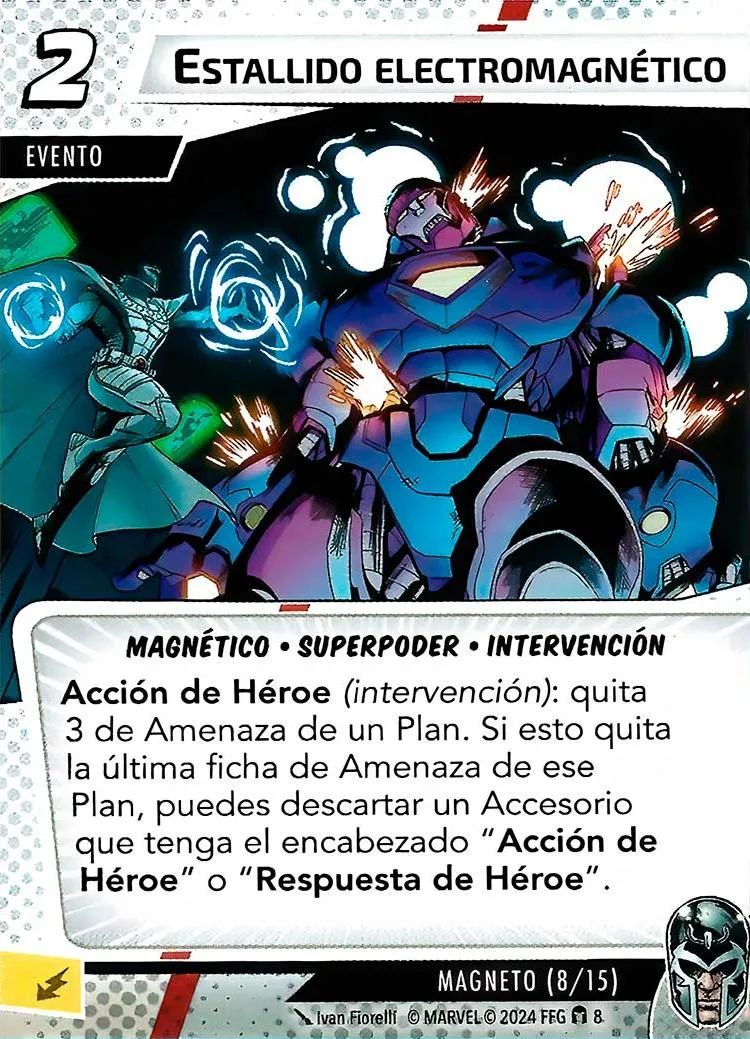 2
ESTALLIDO ELECTROMAGNÉTICO
EVENTO
MAGNÉTICO • SUPERPODER • INTERVENCIÓN
Acción de Héroe (intervención): quita
3 de Amenaza de un Plan. Si esto quita
la última ficha de Amenaza de ese
Plan, puedes descartar un Accesorio
que tenga el encabezado “Acción de
Héroe” o “Respuesta de Héroe”.
MAGNETO (8/15)
Ivan Fiorelli © MARVEL © 2024 FFG 8